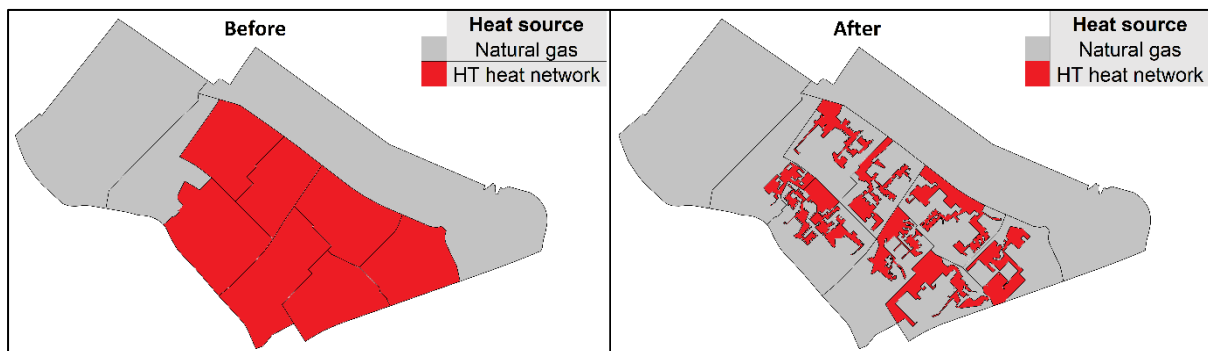 Before
Heat source
Natural gas
HT heat network
After
Heat source
Natural gas
HT heat network